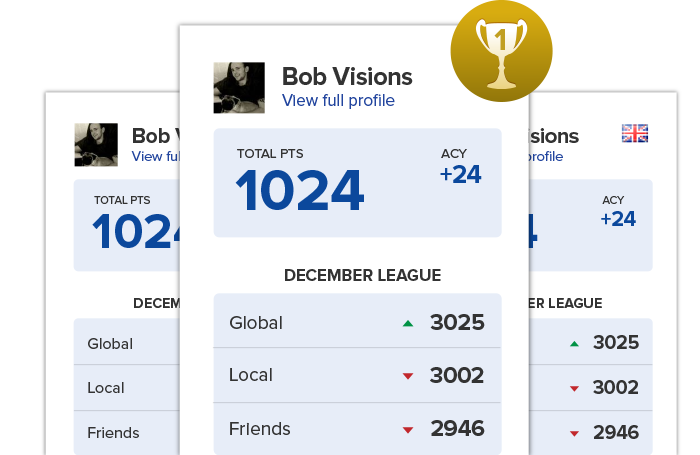 1
Bob Visions
View full profile
TOTAL PTS
ACY
1024
+24
DECEMBER LEAGUE
Global 3025
Local 3002
Friends 2946
Bob V
View ful
TOTAL PTS
1024
DECEM
Global
Local
Friends
isions
profile
ACY
4
+24
ER LEAGUE
3025
3002
2946